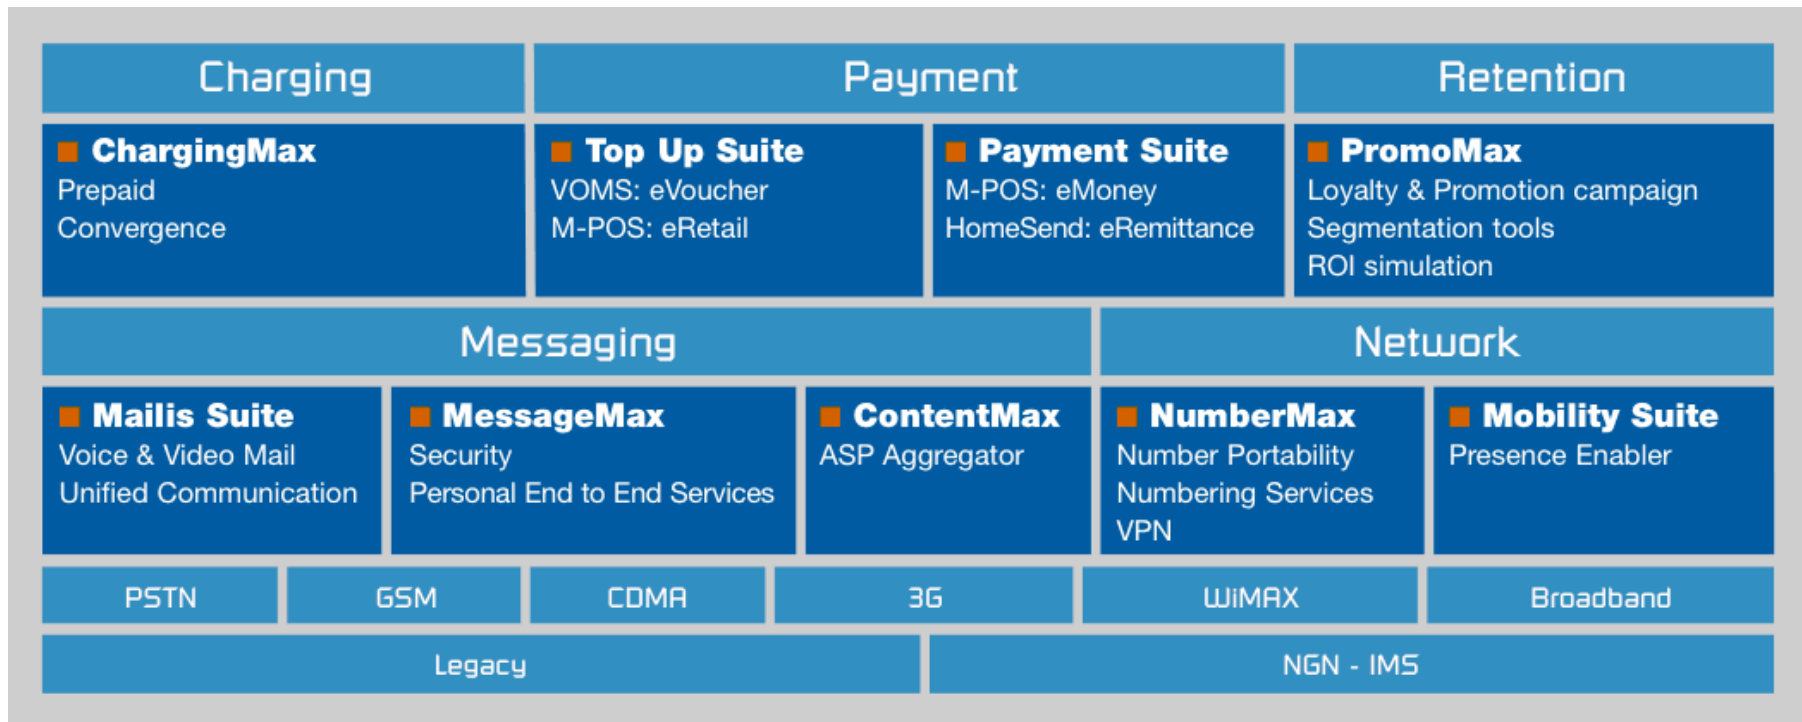 Charging
Payment
Retention
ChargingMax
Prepaid
Convergence
Top Up Suite
VOMS: eVoucher
M-POS: eRetail
Payment Suite
M-POS: eMoney
HomeSend: eRemittance
PromoMax
Loyalty & Promotion campaign
Segmentation tools
ROI simulation
Messaging
Network
Mailis Suite
Voice & Video Mail
Unified Communication
MessageMax
Security
Personal End to End Services
ContentMax
ASP Aggregator
NumberMax
Number Portability
Numbering Services
VPN
Mobility Suite
Presence Enabler
PSTN
GSM
CDMA
3G
WiMAX
Broadband
Legacy
NGN - IMS